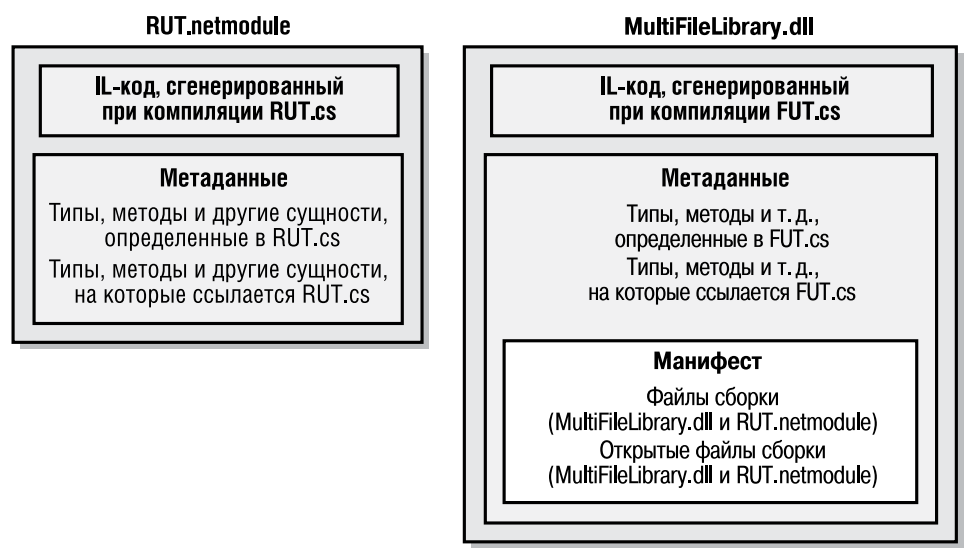 RUT.netmodule
IL-код, сгенерированный
при компиляции RUT.cs
Метаданные
Типы, методы и другие сущности,
определенные в RUT.cs
Типы, методы и другие сущности,
на которые ссылается RUT.cs
MultiFileLibrary.dll
IL-код, сгенерированный
при компиляции FUT.cs
Метаданные
Типы, методы и т. д.,
определенные в FUT.cs
Типы, методы и т. д.,
на которые ссылается FUT.cs
Манифест
Файлы сборки
(MultiFileLibrary.dll и RUT.netmodule)
Открытые файлы сборки
(MultiFileLibrary.dll и RUT.netmodule)